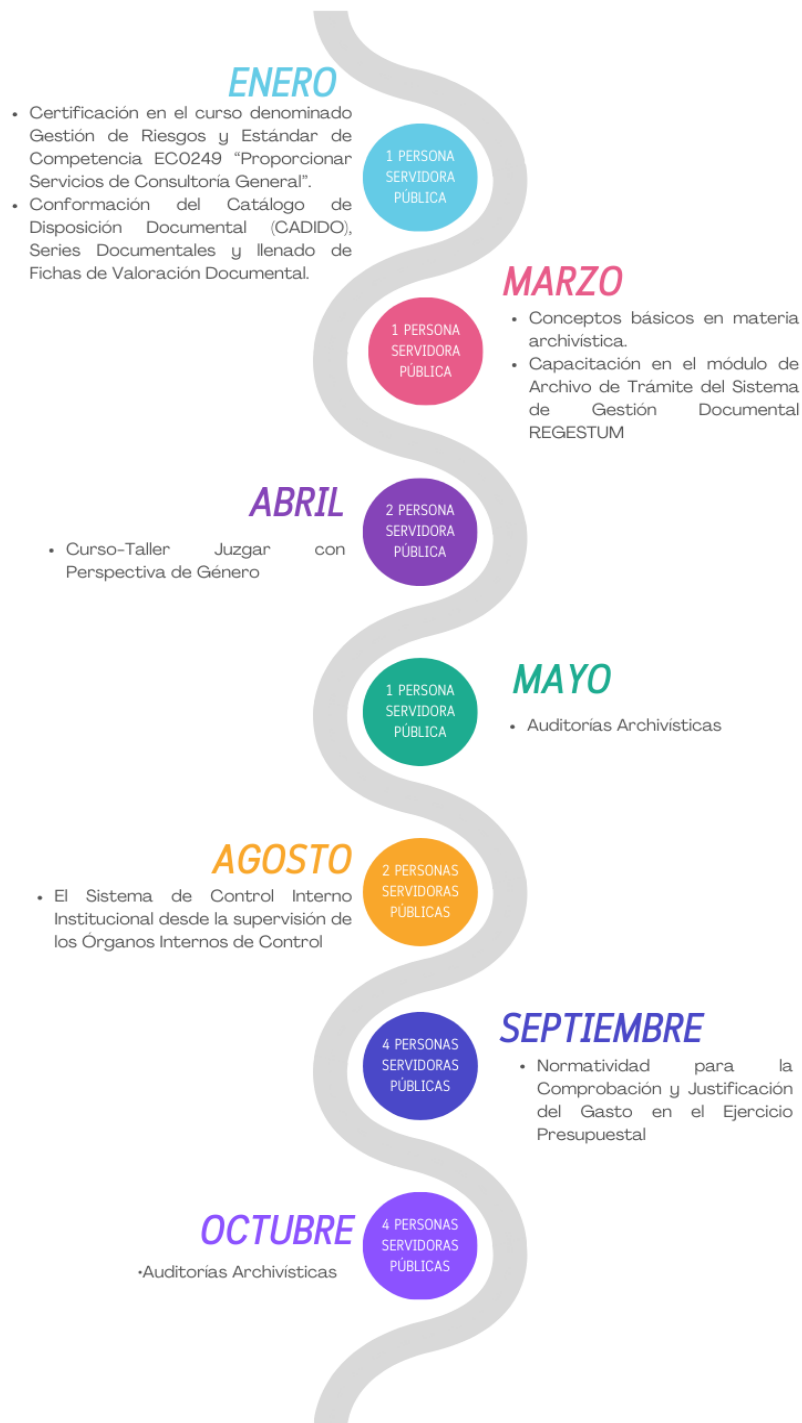 ENERO
• Certificación en el curso denominado
Gestión de Riesgos y Estándar de
Competencia EC0249 “Proporcionar
Servicios de Consultoría General”.
• Conformación del Catálogo de
Disposición Documental (CADIDO),
Series Documentales y llenado de
Fichas de Valoración Documental.
1 PERSONA
SERVIDORA
PÚBLICA
MARZO
• Conceptos básicos en materia
archivística.
• Capacitación en el módulo de
Archivo de Trámite del Sistema
de Gestión Documental
REGESTUM
1 PERSONA
SERVIDORA
PÚBLICA
ABRIL
• Curso-Taller Juzgar con
Perspectiva de Género
2 PERSONA
SERVIDORA
PÚBLICA
MAYO
• Auditorías Archivísticas
1 PERSONA
SERVIDORA
PÚBLICA
AGOSTO
• El Sistema de Control Interno
Institucional desde la supervisión de
los Órganos Internos de Control
2 PERSONAS
SERVIDORAS
PÚBLICAS
SEPTIEMBRE
• Normatividad para la
Comprobación y Justificación
del Gasto en el Ejercicio
Presupuestal
4 PERSONAS
SERVIDORAS
PÚBLICAS
OCTUBRE
•Auditorías Archivísticas
4 PERSONAS
SERVIDORAS
PÚBLICAS